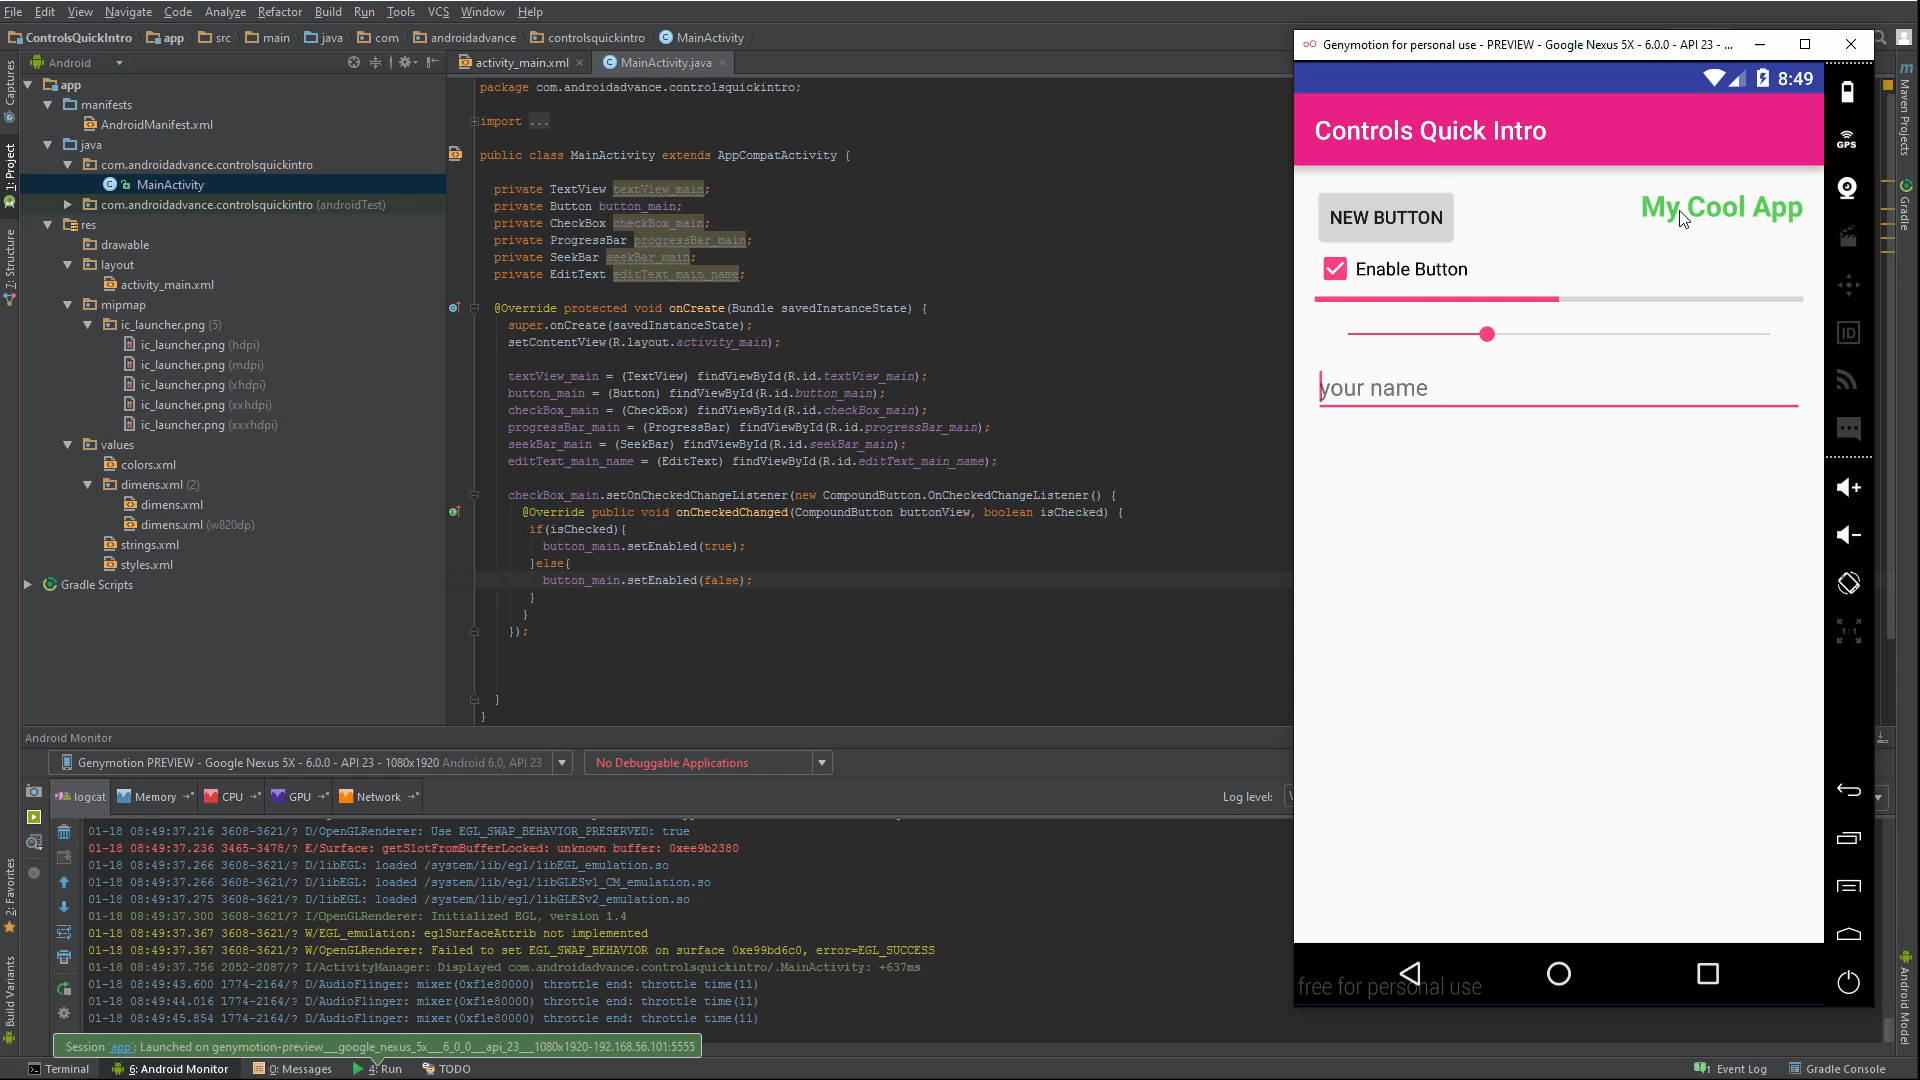 File Edit View Navigate Code Analyze Refactor Build Run Tools VCS Window Help
ControlsQuickIntro app src main java com androidadvance controlsquickintro MainActivity
Android
activity_main.xml MainActivity.java
app
manifests
AndroidManifest.xml
java
com.androidadvance.controlsquickintro
MainActivity
com.androidadvance.controlsquickintro (androidTest)
res
drawable
layout
activity_main.xml
mipmap
ic_launcher.png (5)
ic_launcher.png (hdpi)
ic_launcher.png (mdpi)
ic_launcher.png (xhdpi)
ic_launcher.png (xxhdpi)
ic_launcher.png (xxxhdpi)
values
colors.xml
dimens.xml (2)
dimens.xml
dimens.xml (w820dp)
strings.xml
styles.xml
Gradle Scripts
Captures
1: Project
7: Structure
2: Favorites
Build Variants
package com.androidadvance.controlsquickintro;
import ...
public class MainActivity extends AppCompatActivity {
private TextView textView_main;
private Button button_main;
private CheckBox checkBox_main;
private ProgressBar progressBar_main;
private SeekBar seekBar_main;
private EditText editText_main_name;
@Override protected void onCreate(Bundle savedInstanceState) {
super.onCreate(savedInstanceState);
setContentView(R.layout.activity_main);
textView_main = (TextView) findViewById(R.id.textView_main);
button_main = (Button) findViewById(R.id.button_main);
checkBox_main = (CheckBox) findViewById(R.id.checkBox_main);
progressBar_main = (ProgressBar) findViewById(R.id.progressBar_main);
seekBar_main = (SeekBar) findViewById(R.id.seekBar_main);
editText_main_name = (EditText) findViewById(R.id.editText_main_name);
checkBox_main.setOnCheckedChangeListener(new CompoundButton.OnCheckedChangeListener() {
@Override public void onCheckedChanged(CompoundButton buttonView, boolean isChecked) {
if(isChecked){
button_main.setEnabled(true);
}else{
button_main.setEnabled(false);
}
}
});
}
}
Genymotion for personal use - PREVIEW - Google Nexus 5X - 6.0.0 - API 23 - ...
8:49
Controls Quick Intro
NEW BUTTON
My Cool App
Enable Button
your name
free for personal use
GPS
ID
1:1
Maven Projects
Gradle
Android Model
Android Monitor
Genymotion PREVIEW - Google Nexus 5X - 6.0.0 - API 23 - 1080x1920 Android 6.0, API 23
No Debuggable Applications
logcat Memory CPU GPU Network
Log level:
01-18 08:49:37.216 3608-3621/? D/OpenGLRenderer: Use EGL_SWAP_BEHAVIOR_PRESERVED: true
01-18 08:49:37.236 3465-3478/? E/Surface: getSlotFromBufferLocked: unknown buffer: 0xee9b2380
01-18 08:49:37.266 3608-3621/? D/libEGL: loaded /system/lib/egl/libEGL_emulation.so
01-18 08:49:37.266 3608-3621/? D/libEGL: loaded /system/lib/egl/libGLESv1_CM_emulation.so
01-18 08:49:37.275 3608-3621/? D/libEGL: loaded /system/lib/egl/libGLESv2_emulation.so
01-18 08:49:37.300 3608-3621/? I/OpenGLRenderer: Initialized EGL, version 1.4
01-18 08:49:37.367 3608-3621/? W/EGL_emulation: eglSurfaceAttrib not implemented
01-18 08:49:37.367 3608-3621/? W/OpenGLRenderer: Failed to set EGL_SWAP_BEHAVIOR on surface 0xe99bd6c0, error=EGL_SUCCESS
01-18 08:49:37.756 2052-2087/? I/ActivityManager: Displayed com.androidadvance.controlsquickintro/.MainActivity: +637ms
01-18 08:49:43.600 1774-2164/? D/AudioFlinger: mixer(0xf1e80000) throttle end: throttle time(11)
01-18 08:49:44.016 1774-2164/? D/AudioFlinger: mixer(0xf1e80000) throttle end: throttle time(11)
01-18 08:49:45.854 1774-2164/? D/AudioFlinger: mixer(0xf1e80000) throttle end: throttle time(11)
Session 'app': Launched on genymotion-preview___google_nexus_5x___6_0_0___api_23___1080x1920-192.168.56.101:5555
Terminal 6: Android Monitor 0: Messages 4: Run TODO
1 Event Log Gradle Console